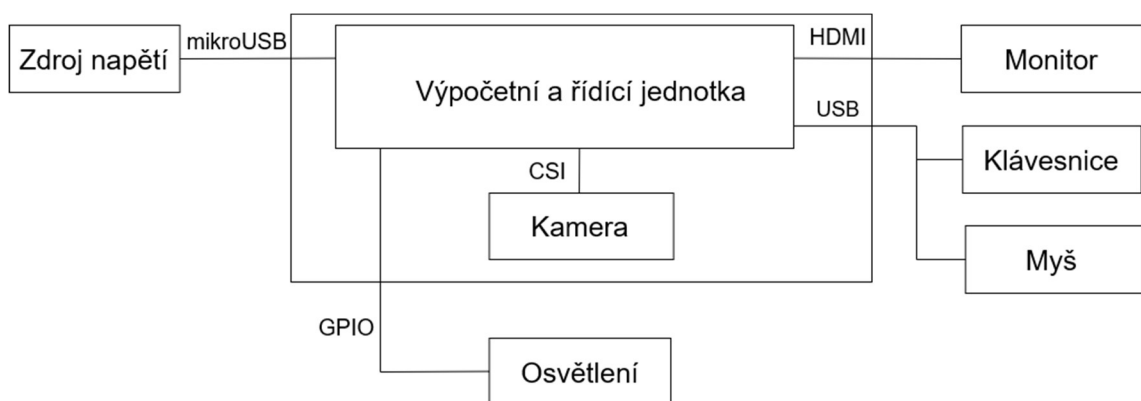 Zdroj napětí
mikroUSB
Výpočetní a řídící jednotka
HDMI
Monitor
USB
Klávesnice
CSI
Kamera
Myš
GPIO
Osvětlení